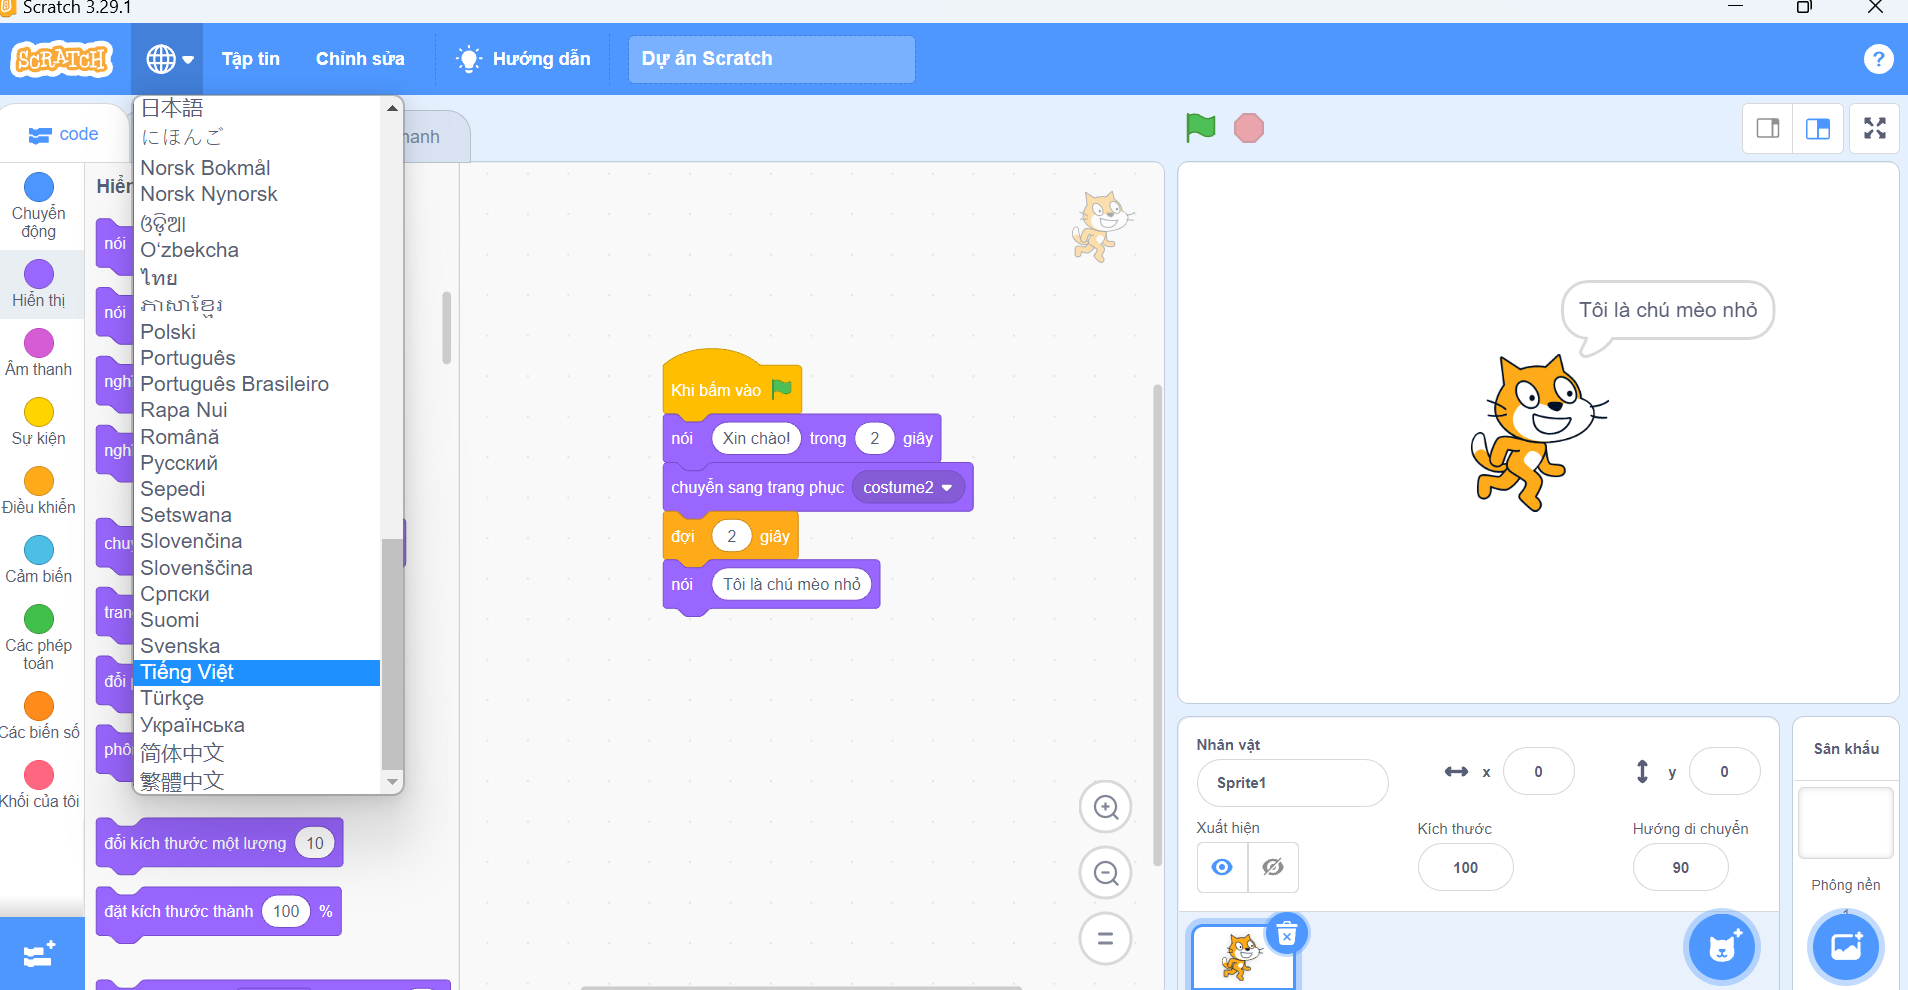 Scratch 3.29.1
SCRATCH
Tập tin
Chỉnh sửa
Hướng dẫn
Dự án Scratch
?
code
hanh
日本語
にほんご
Norsk Bokmål
Norsk Nynorsk
ଓଡ଼ିଆ
Oʻzbekcha
ไทย
ភាសាខ្មែរ
Polski
Português
Português Brasileiro
Rapa Nui
Română
Русский
Sepedi
Setswana
Slovenčina
Slovenščina
Српски
Suomi
Svenska
Tiếng Việt
Türkçe
Українська
简体中文
繁體中文
Chuyển
động
Hiển thị
Âm thanh
Sự kiện
Điều khiển
Cảm biến
Các phép
toán
Các biến số
Khối của tôi
Hiển
nói
nói
nghĩ
nghĩ
chuy
tran
đổi
phô
đổi kích thước một lượng 10
đặt kích thước thành 100 %
Khi bấm vào
nói Xin chào! trong 2 giây
chuyển sang trang phục costume2
đợi 2 giây
nói Tôi là chú mèo nhỏ
Tôi là chú mèo nhỏ
Nhân vật
Sprite1
x 0
y 0
Xuất hiện
Kích thước
100
Hướng di chuyển
90
Sân khấu
Phông nền